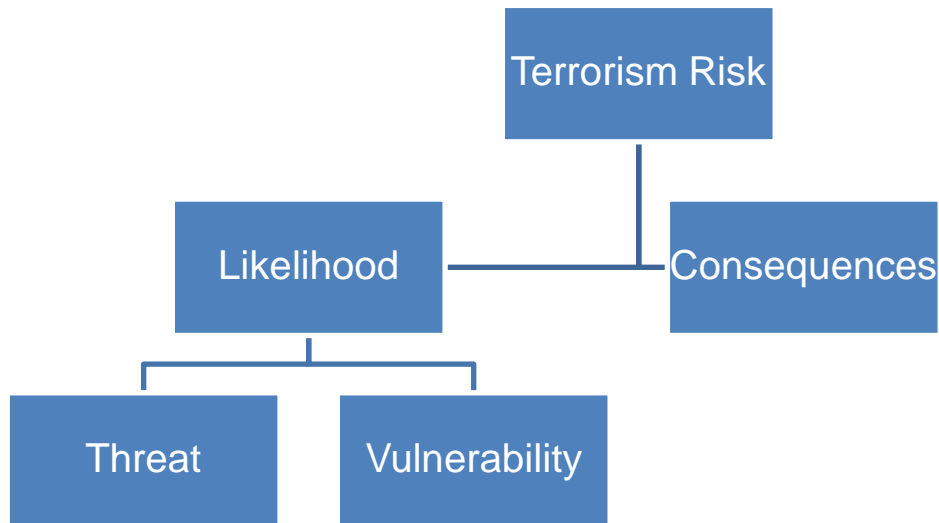 Terrorism Risk
Likelihood
Consequences
Threat
Vulnerability